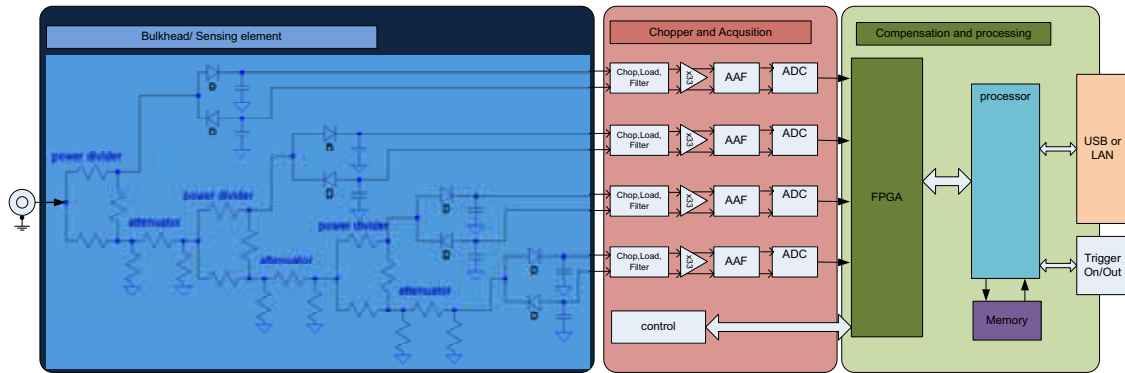 Bulkhead/ Sensing element
Chopper and Acqusition
Compensation and processing
D
D
power divider
Chop,Load,
Filter
x33
AAF
ADC
D
D
power divider
attenuator
Chop,Load,
Filter
x33
AAF
ADC
D
D
power divider
attenuator
Chop,Load,
Filter
x33
AAF
ADC
D
D
attenuator
Chop,Load,
Filter
x33
AAF
ADC
control
FPGA
processor
Memory
USB or
LAN
Trigger
On/Out